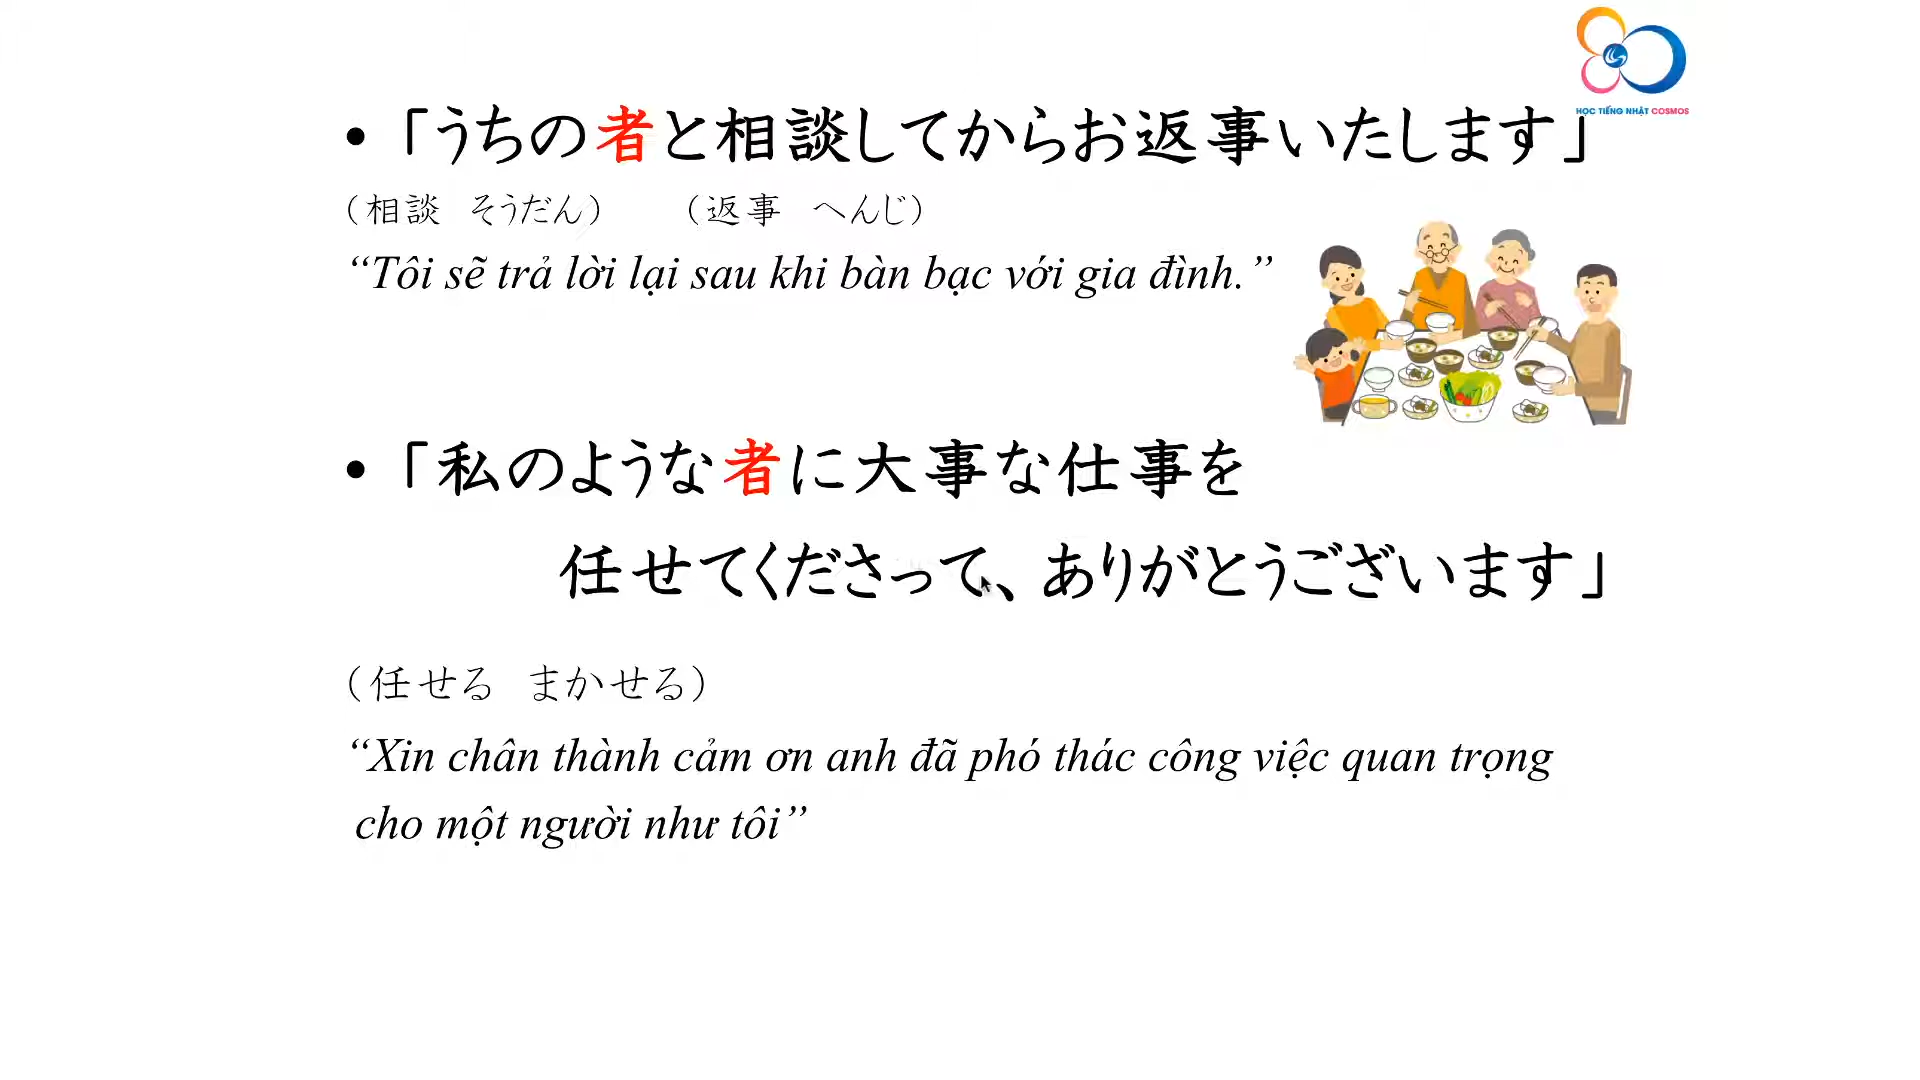 HỌC TIẾNG NHẬT COSMOS
• 「うちの者と相談してからお返事いたします」
（相談　そうだん）　　（返事　へんじ）
“Tôi sẽ trả lời lại sau khi bàn bạc với gia đình.”
• 「私のような者に大事な仕事を
任せてくださって、ありがとうございます」
（任せる　まかせる）
“Xin chân thành cảm ơn anh đã phó thác công việc quan trọng
cho một người như tôi”